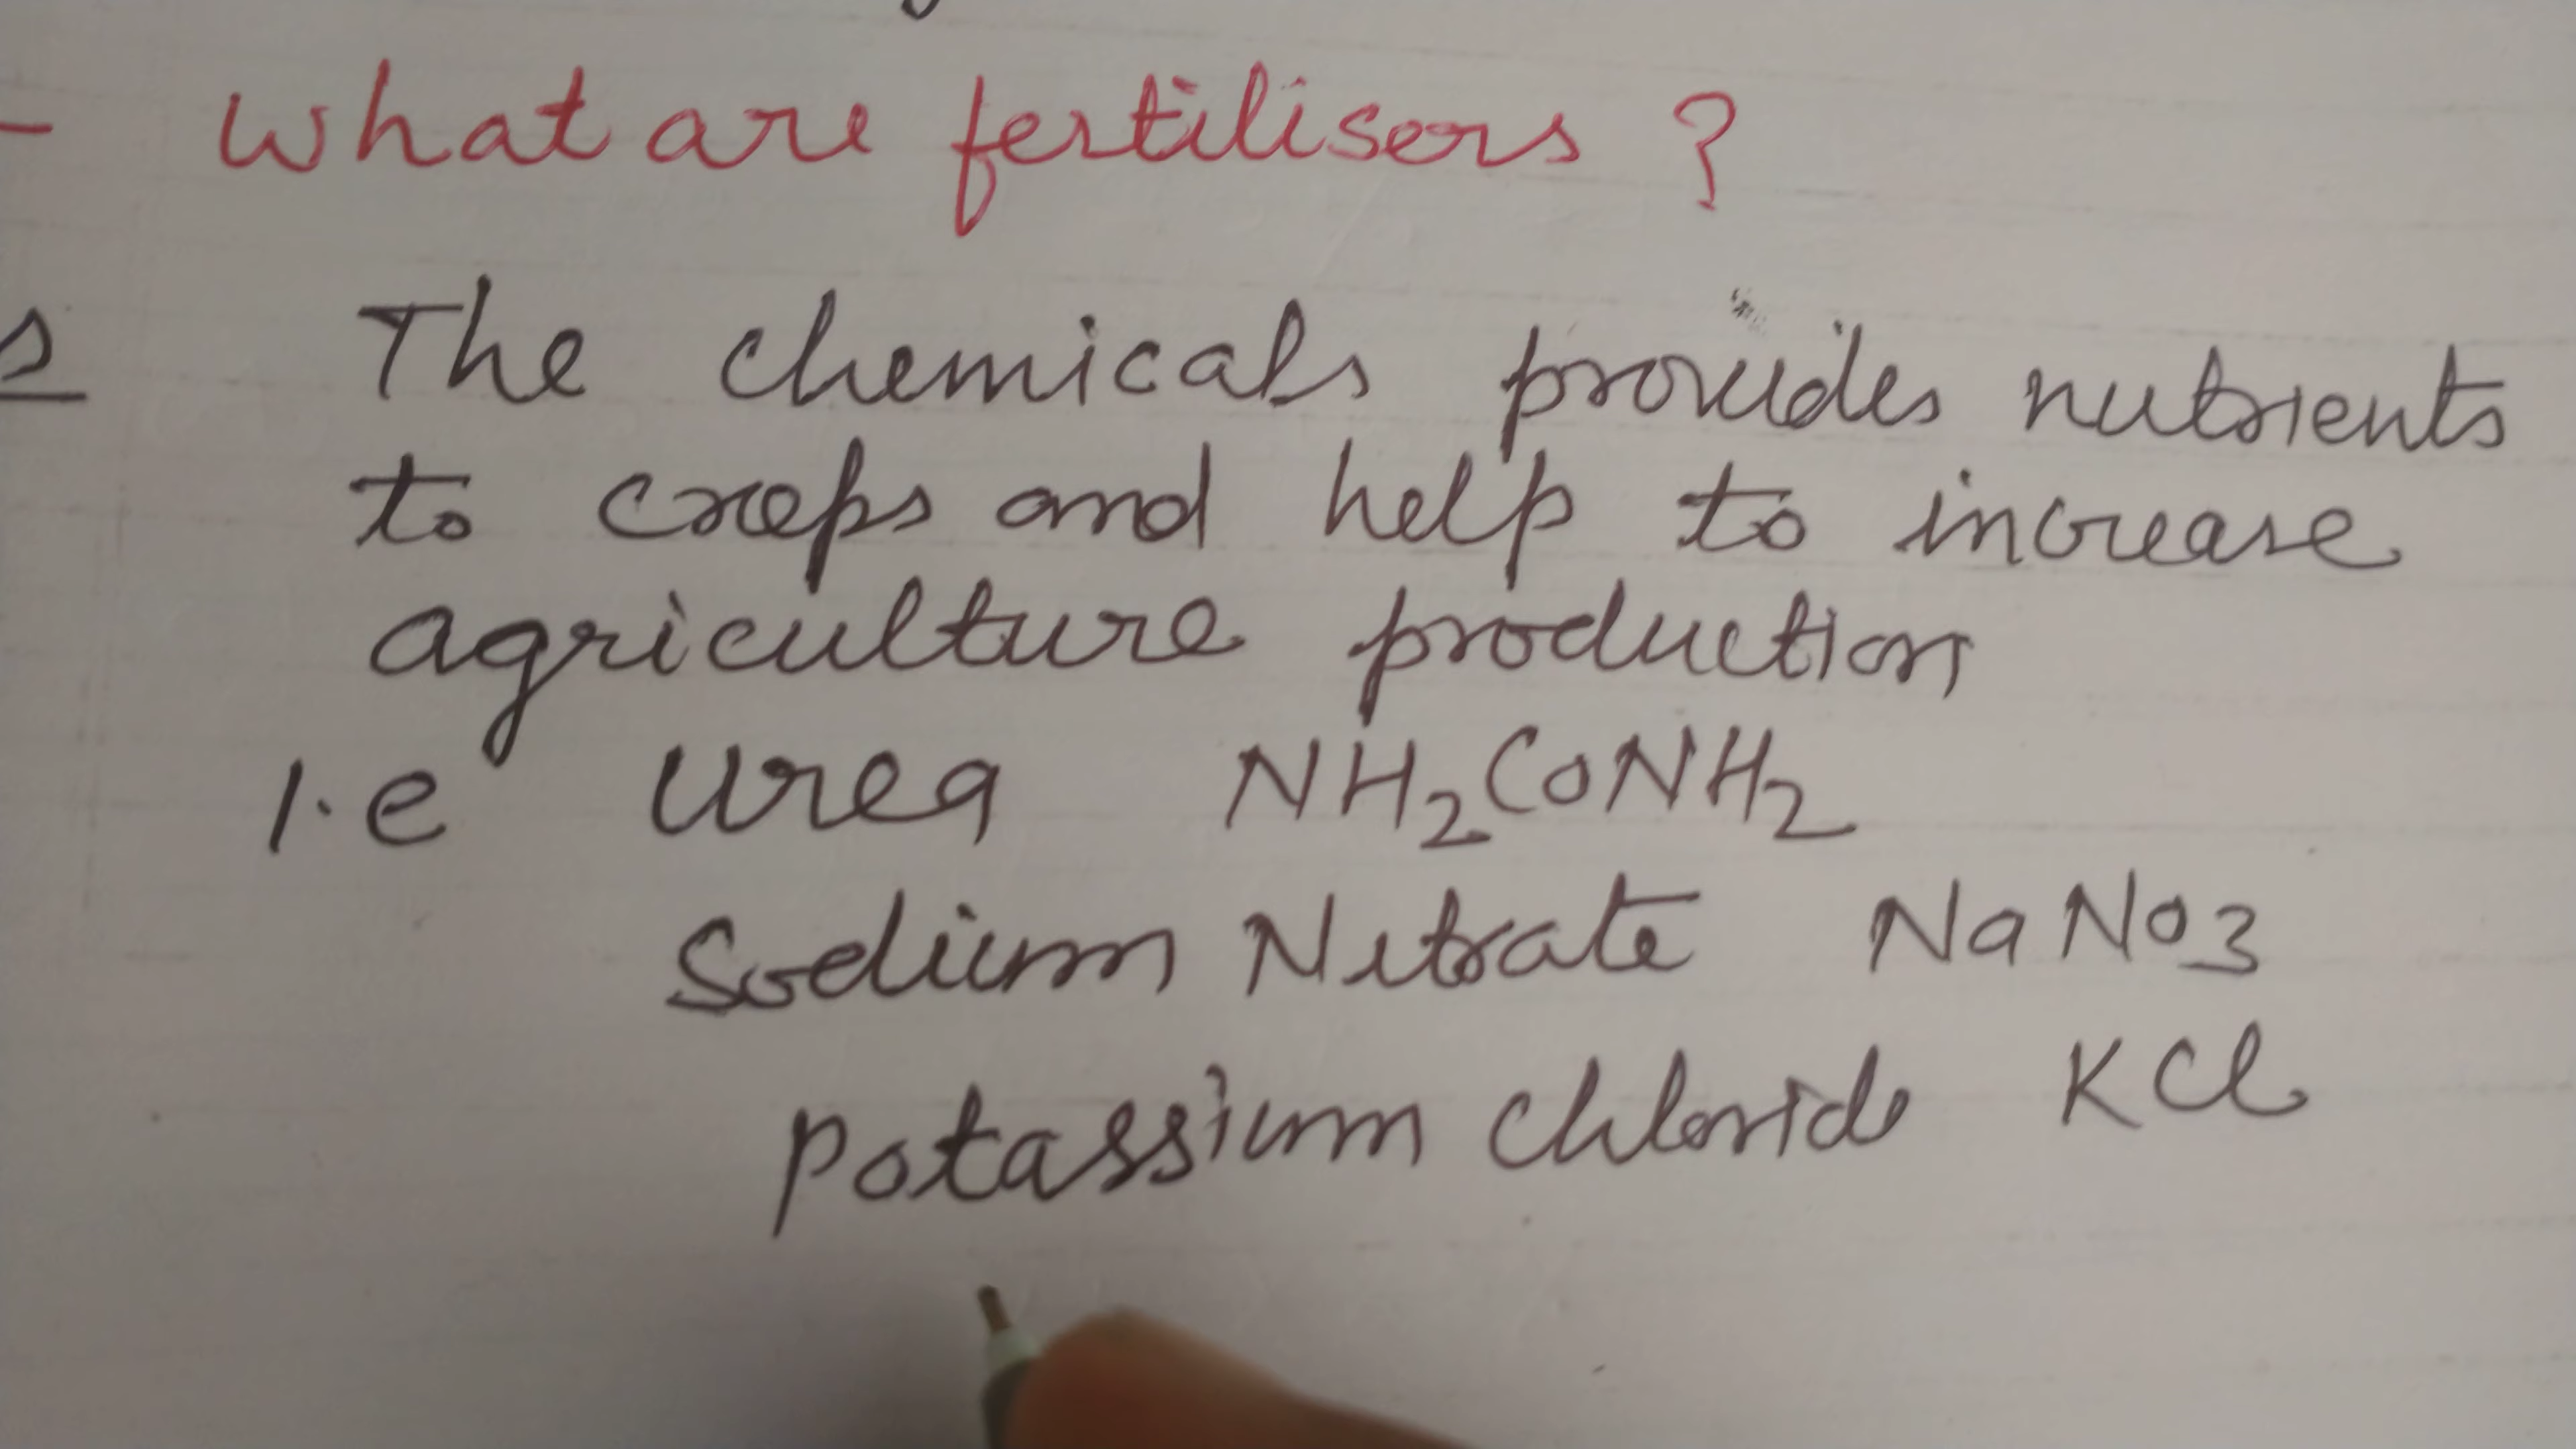 - What are fertilisers ?
s The chemicals provides nutrients
to crops and help to increase
agriculture production
i.e Urea NH2CONH2
Sodium Nitrate NaNO3
Potassium chloride KCl